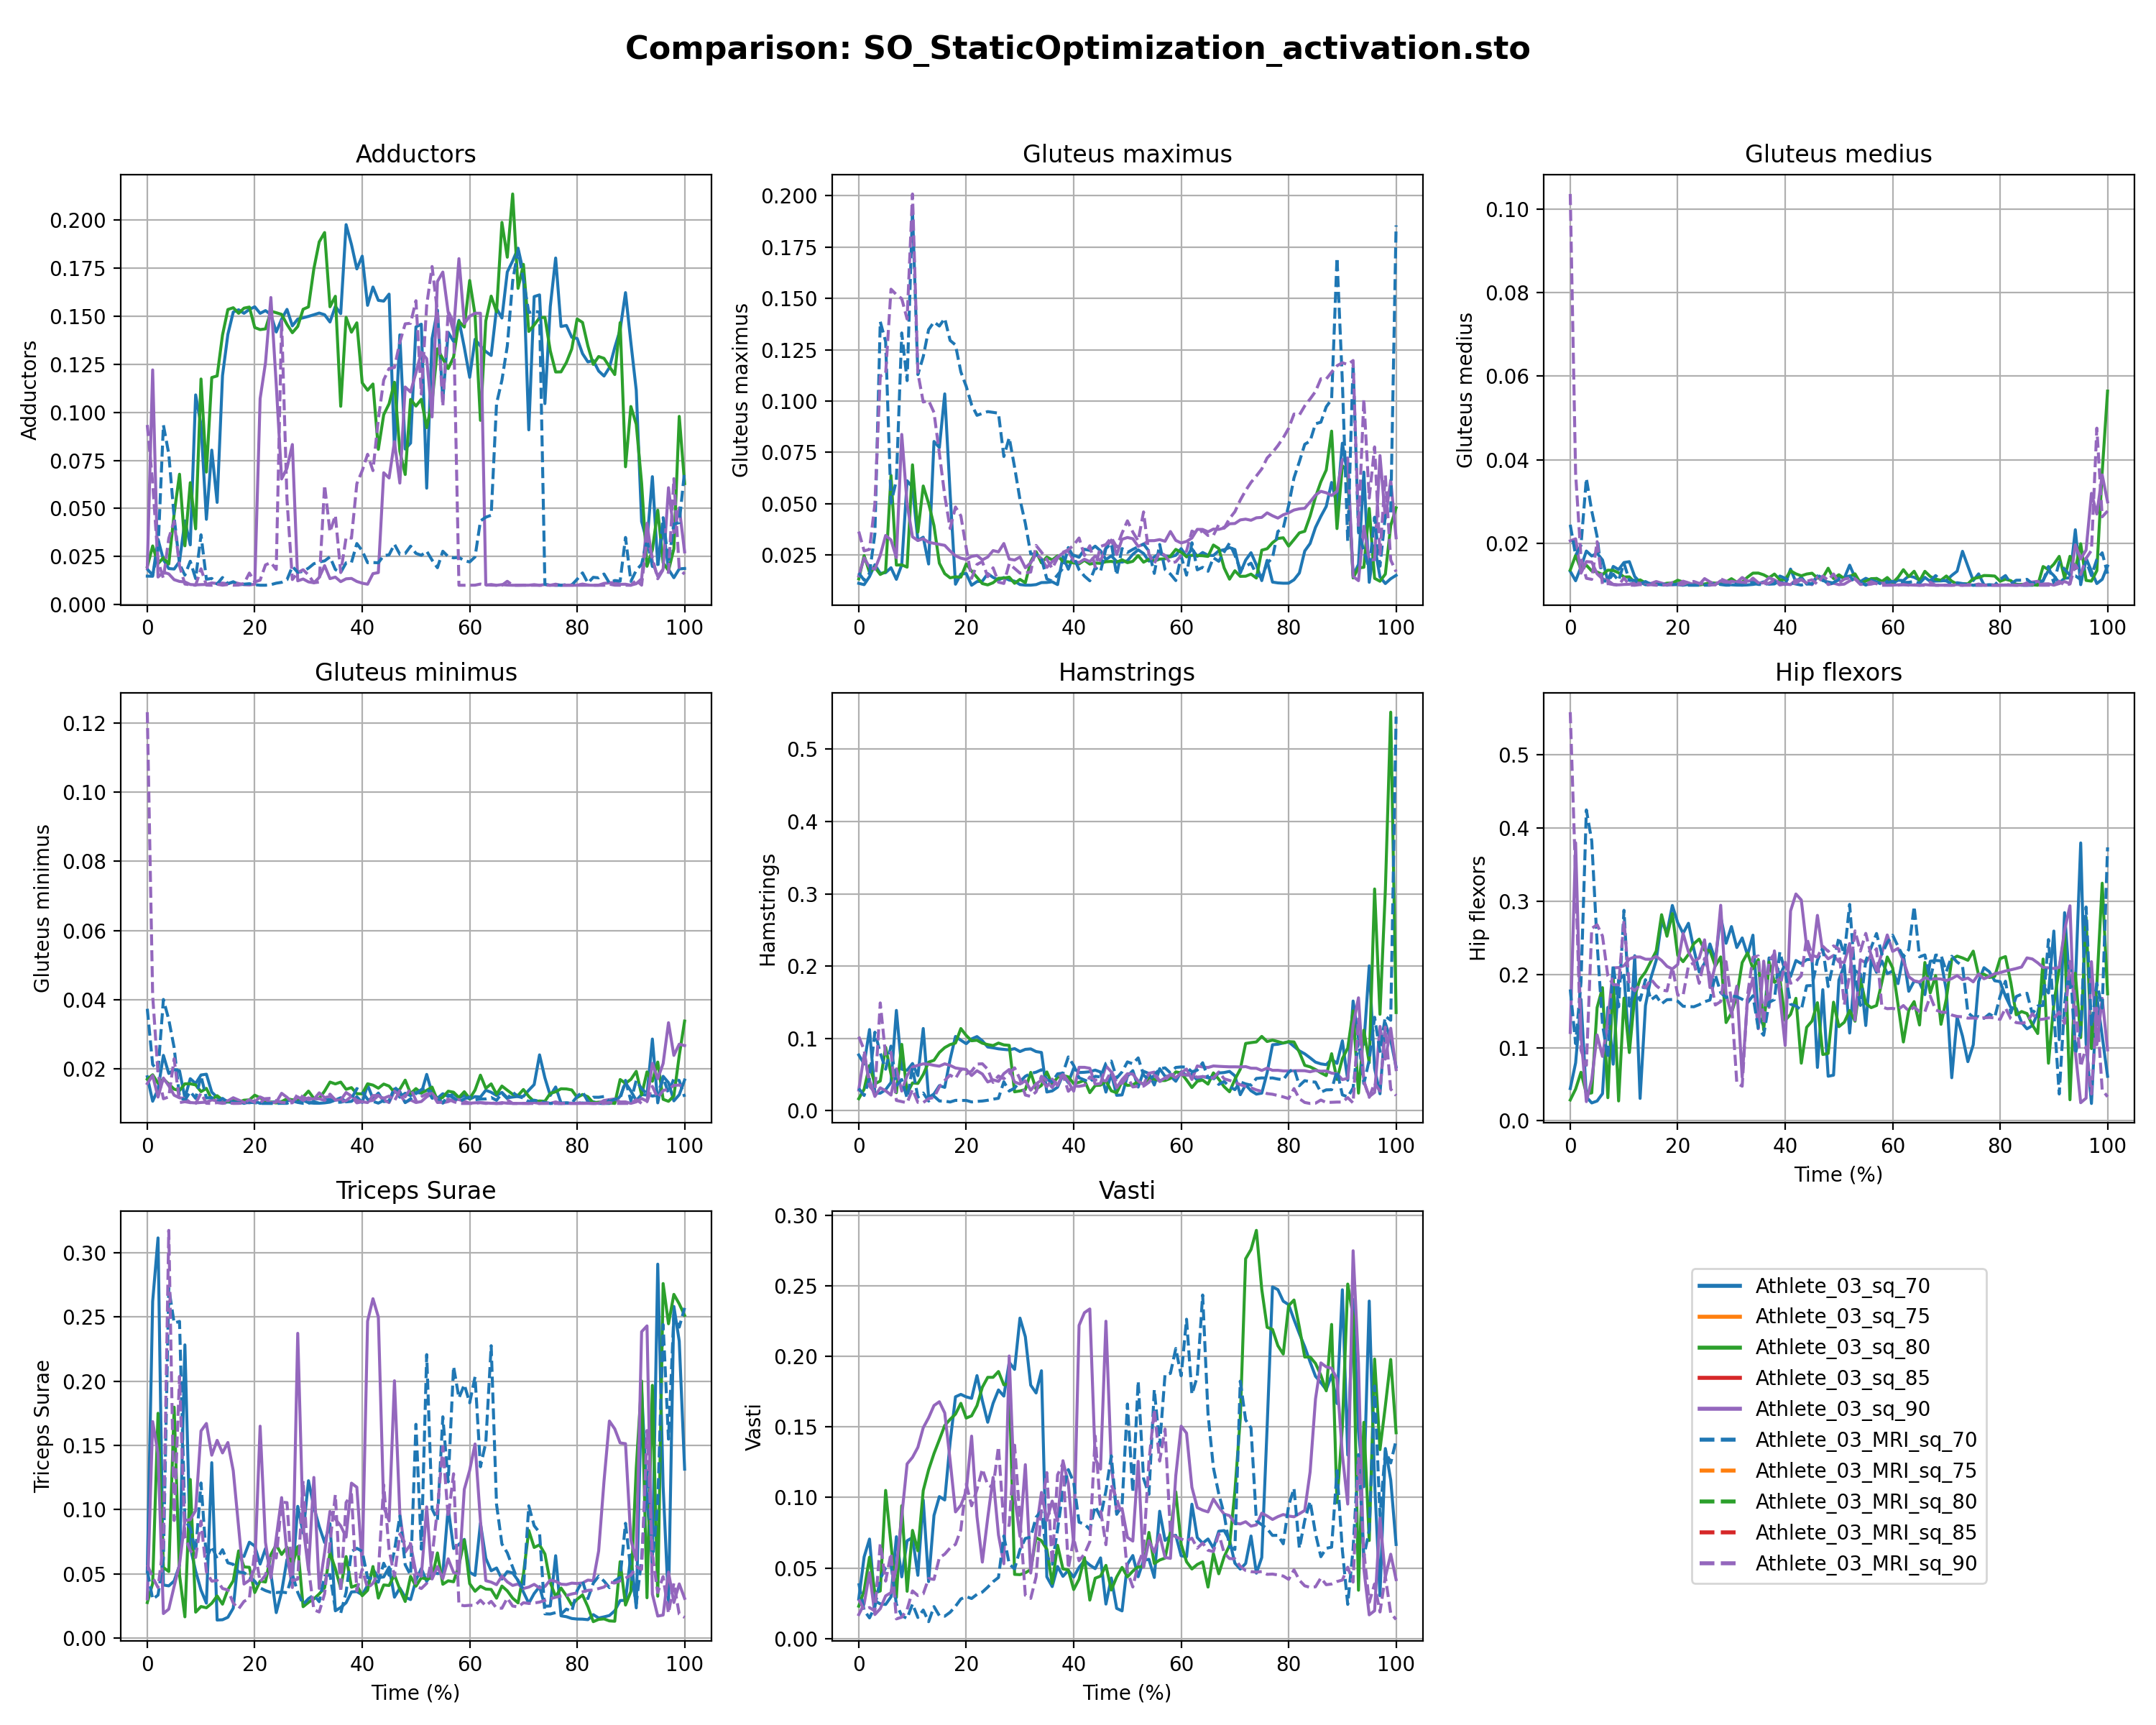 Comparison: SO_StaticOptimization_activation.sto
Adductors
Adductors
0.200
0.175
0.150
0.125
0.100
0.075
0.050
0.025
0.000
0 20 40 60 80 100
Gluteus maximus
Gluteus maximus
0.200
0.175
0.150
0.125
0.100
0.075
0.050
0.025
0 20 40 60 80 100
Gluteus medius
Gluteus medius
0.10
0.08
0.06
0.04
0.02
0 20 40 60 80 100
Gluteus minimus
Gluteus minimus
0.12
0.10
0.08
0.06
0.04
0.02
0 20 40 60 80 100
Hamstrings
Hamstrings
0.5
0.4
0.3
0.2
0.1
0.0
0 20 40 60 80 100
Hip flexors
Hip flexors
0.5
0.4
0.3
0.2
0.1
0.0
0 20 40 60 80 100
Time (%)
Triceps Surae
Triceps Surae
0.30
0.25
0.20
0.15
0.10
0.05
0.00
0 20 40 60 80 100
Time (%)
Vasti
Vasti
0.30
0.25
0.20
0.15
0.10
0.05
0.00
0 20 40 60 80 100
Time (%)
Athlete_03_sq_70
Athlete_03_sq_75
Athlete_03_sq_80
Athlete_03_sq_85
Athlete_03_sq_90
Athlete_03_MRI_sq_70
Athlete_03_MRI_sq_75
Athlete_03_MRI_sq_80
Athlete_03_MRI_sq_85
Athlete_03_MRI_sq_90